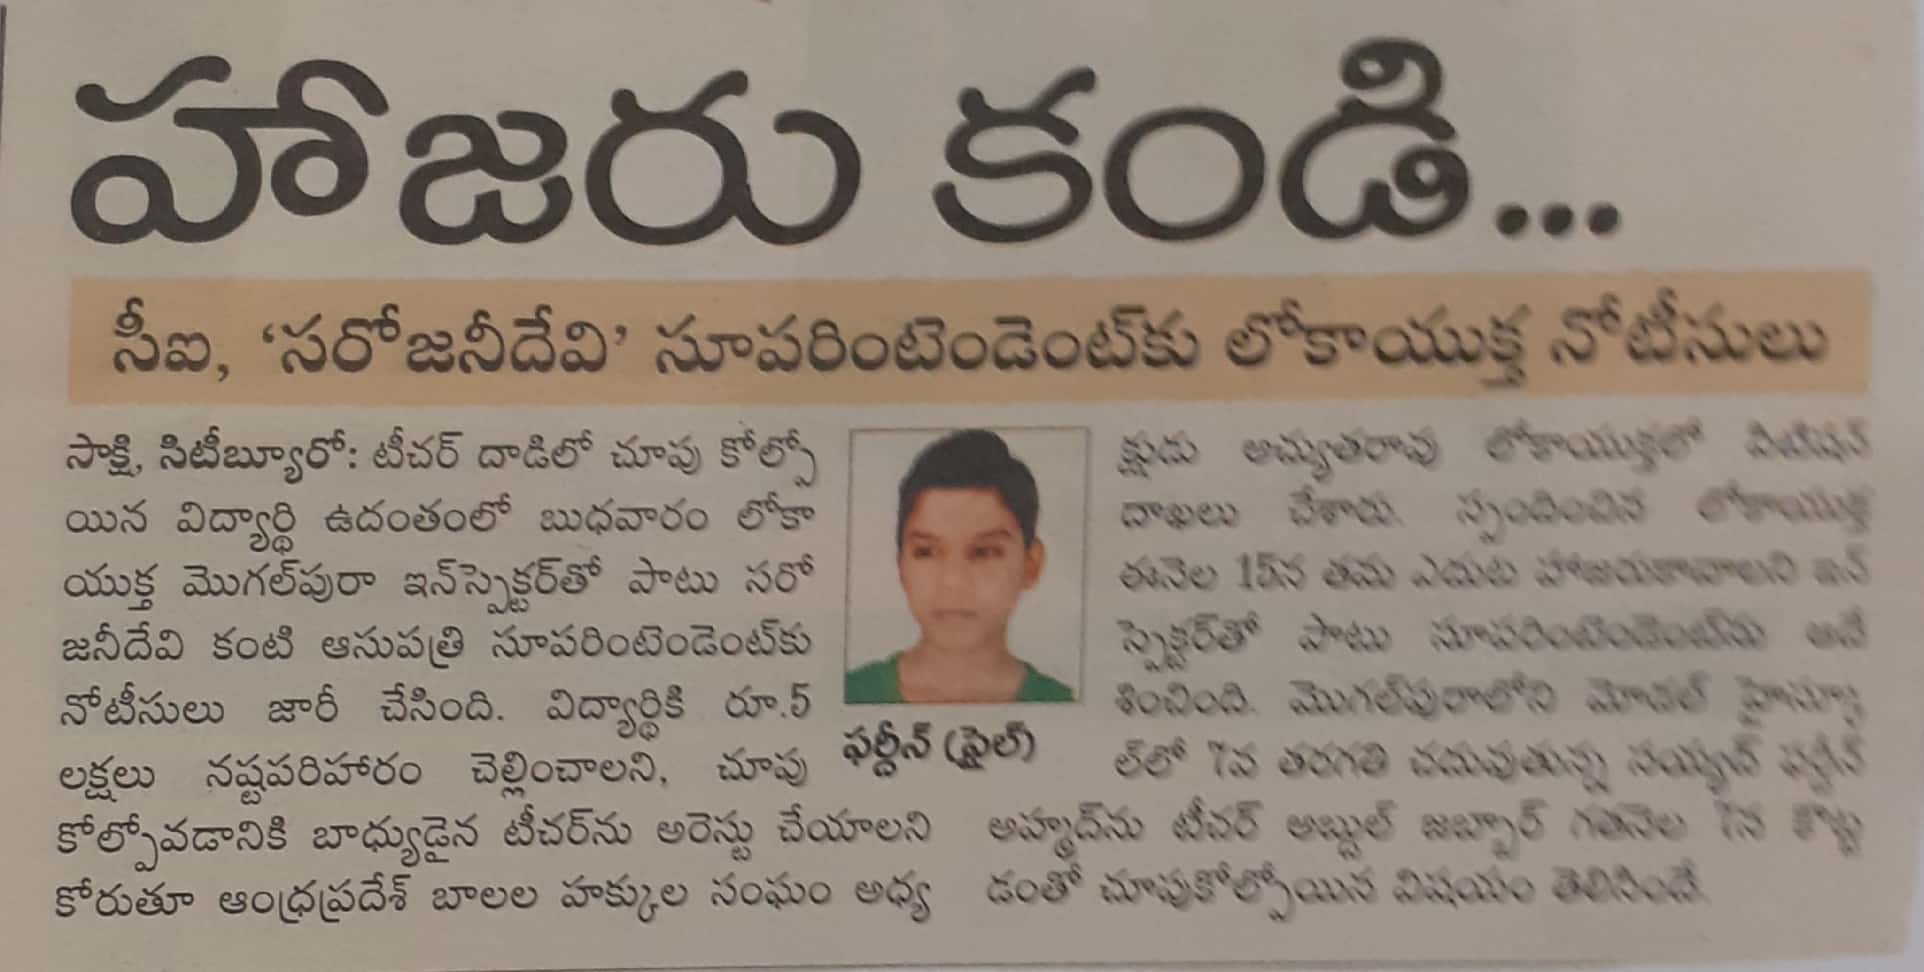 హాజరు కండి...
సీఐ, ‘సరోజనీదేవి’ సూపరింటెండెంట్‌కు లోకాయుక్త నోటీసులు
సాక్షి, సిటీబ్యూరో: టీచర్ దాడిలో చూపు కోల్పో
యిన విద్యార్థి ఉదంతంలో బుధవారం లోకా
యుక్త మొగల్‌పురా ఇన్‌స్పెక్టర్‌తో పాటు సరో
జనీదేవి కంటి ఆసుపత్రి సూపరింటెండెంట్‌కు
నోటీసులు జారీ చేసింది. విద్యార్థికి రూ.5
లక్షలు నష్టపరిహారం చెల్లించాలని, చూపు
కోల్పోవడానికి బాధ్యుడైన టీచర్‌ను అరెస్టు చేయాలని
కోరుతూ ఆంధ్రప్రదేశ్ బాలల హక్కుల సంఘం అధ్య
ఫర్దీన్ (ఫైల్)
క్షుడు అచ్యుతరావు లోకాయుక్తలో పిటిషన్
దాఖలు చేశారు. స్పందించిన లోకాయుక్త
ఈనెల 15న తమ ఎదుట హాజరుకావాలని ఇన్
స్పెక్టర్‌తో పాటు సూపరింటెండెంట్‌ను ఆదే
శించింది. మొగల్‌పురాలోని మోడల్ హైస్కూ
ల్‌లో 7వ తరగతి చదువుతున్న సయ్యద్ ఫర్దీన్
అహ్మద్‌ను టీచర్ అబ్దుల్ జబ్బార్ గతనెల 7న కొట్ట
డంతో చూపుకోల్పోయిన విషయం తెలిసిందే.